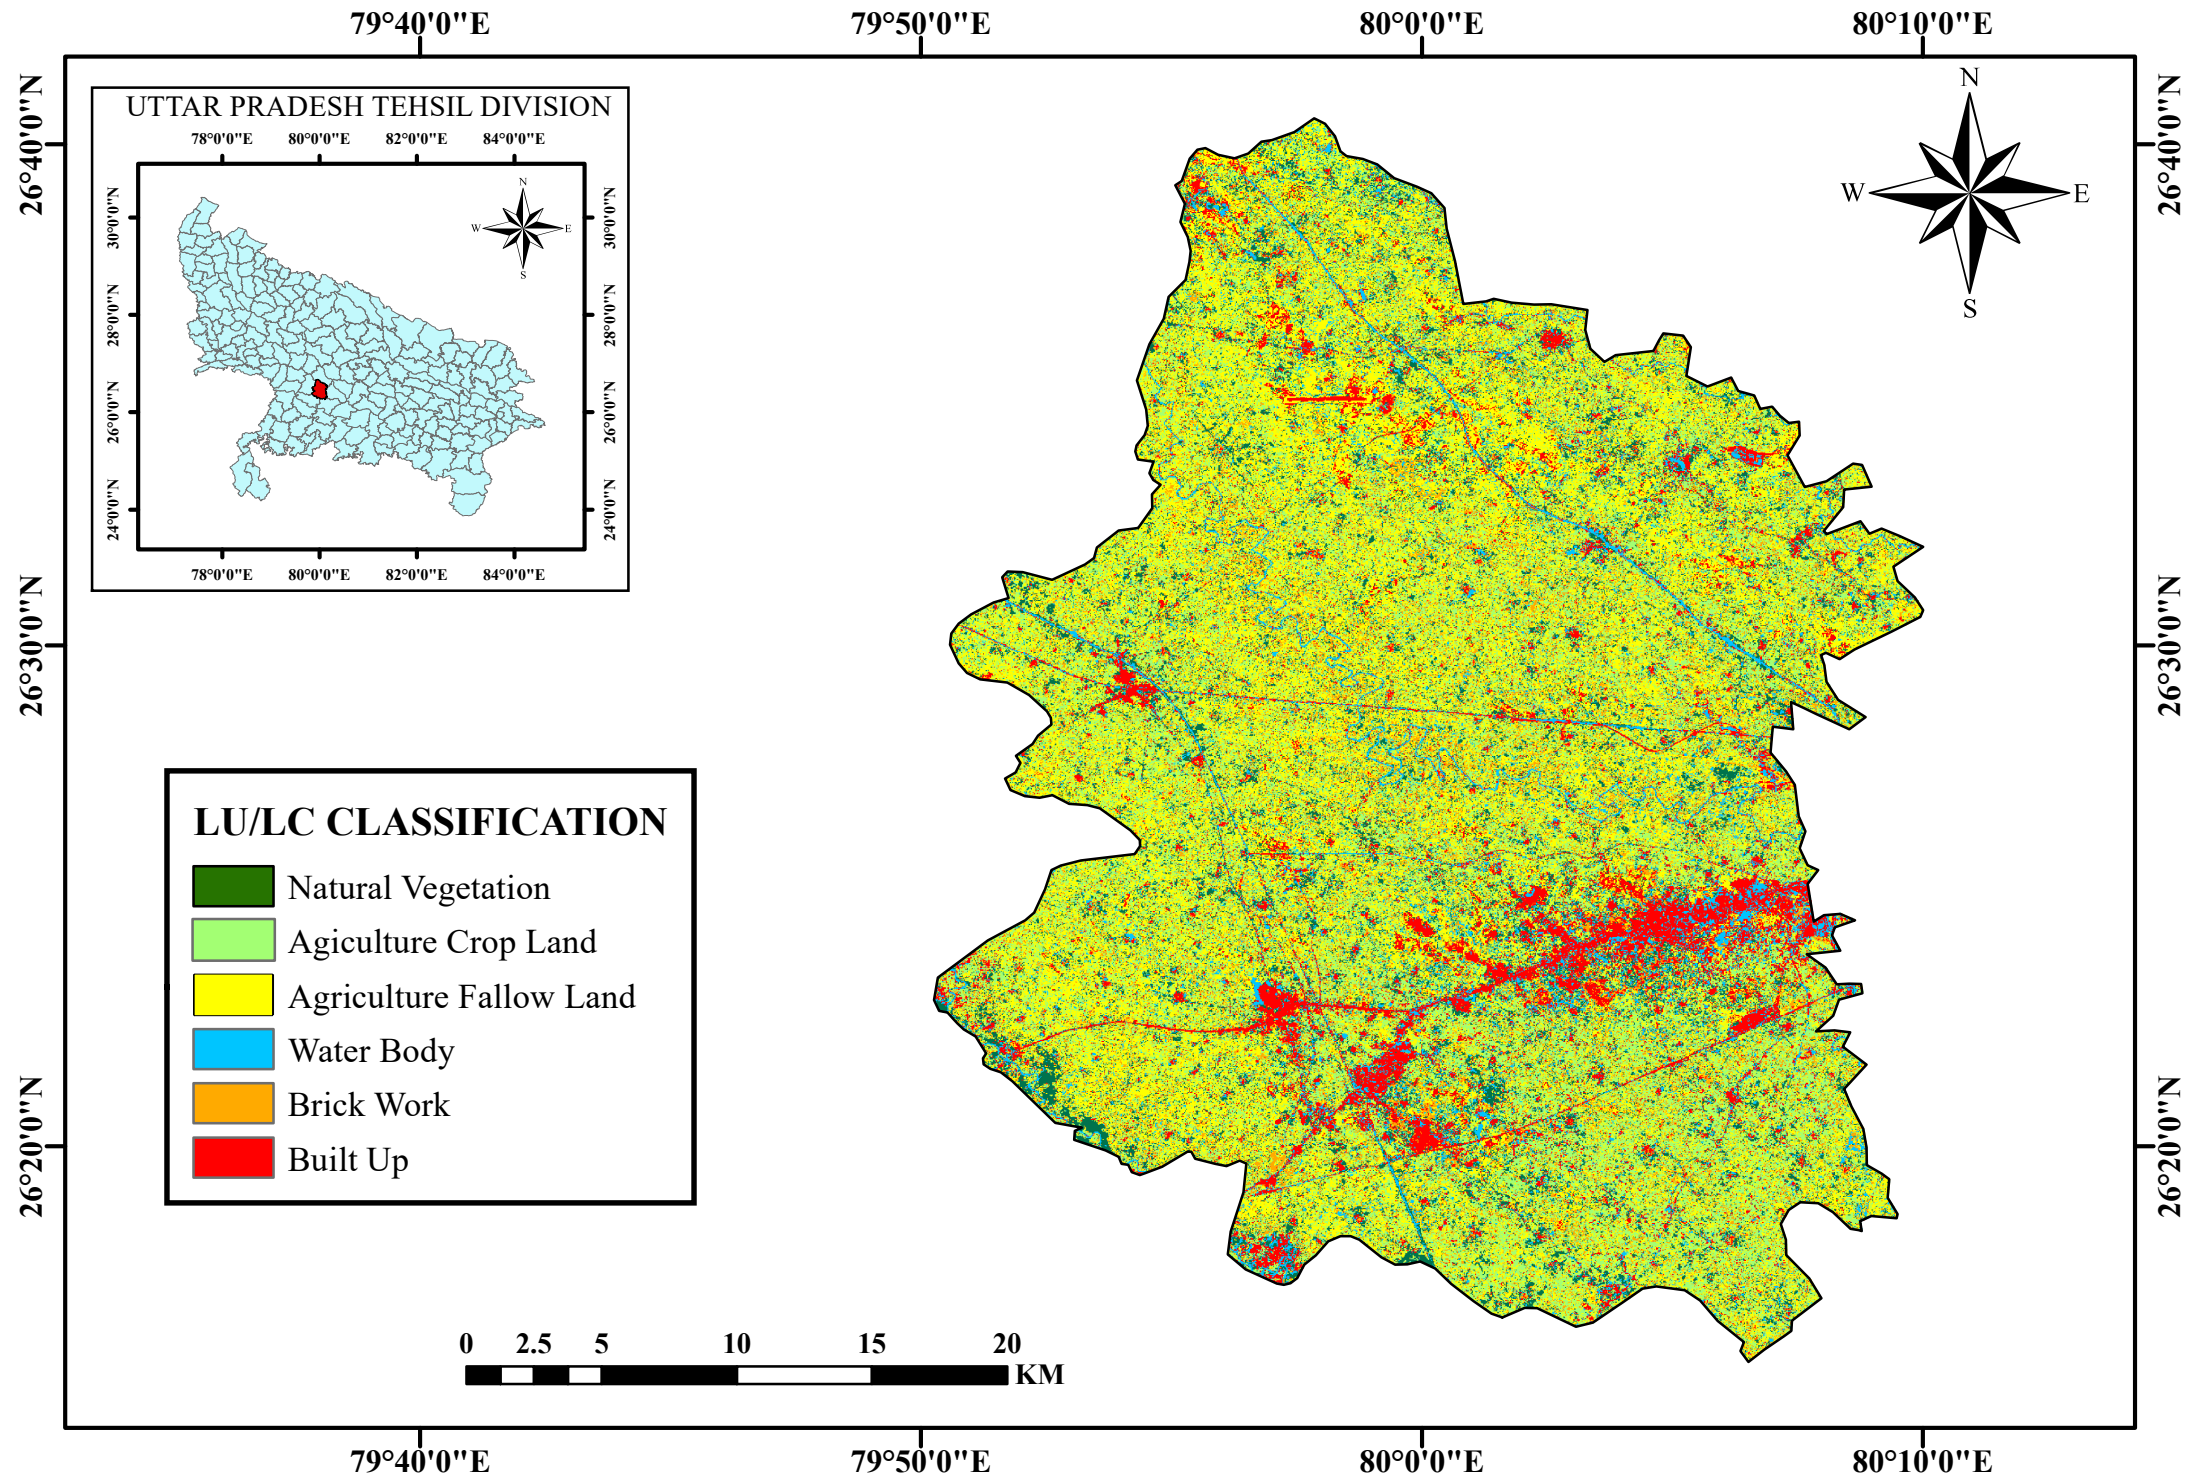 79°40'0"E 79°50'0"E 80°0'0"E 80°10'0"E
26°40'0"N
26°30'0"N
26°20'0"N
UTTAR PRADESH TEHSIL DIVISION
78°0'0"E 80°0'0"E 82°0'0"E 84°0'0"E
30°0'0"N
28°0'0"N
26°0'0"N
24°0'0"N
N
W E
S
30°0'0"N
28°0'0"N
26°0'0"N
24°0'0"N
78°0'0"E 80°0'0"E 82°0'0"E 84°0'0"E
N
W E
S
LU/LC CLASSIFICATION
Natural Vegetation
Agiculture Crop Land
Agriculture Fallow Land
Water Body
Brick Work
Built Up
0 2.5 5 10 15 20
KM
26°40'0"N
26°30'0"N
26°20'0"N
79°40'0"E 79°50'0"E 80°0'0"E 80°10'0"E